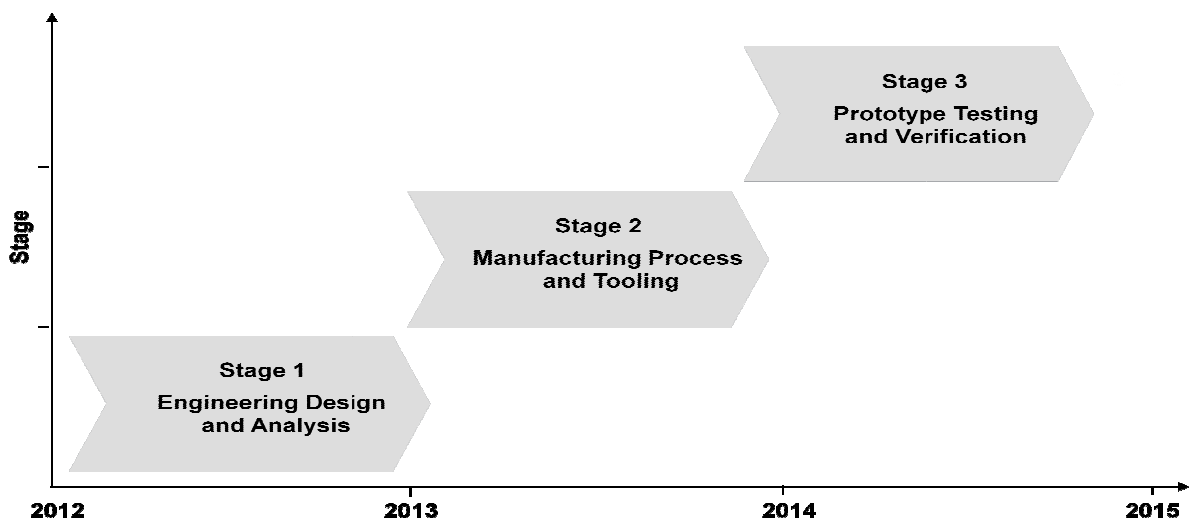 Stage 3
Prototype Testing
and Verification
Stage 2
Manufacturing Process
and Tooling
Stage
Stage 1
Engineering Design
and Analysis
2012
2013
2014
2015